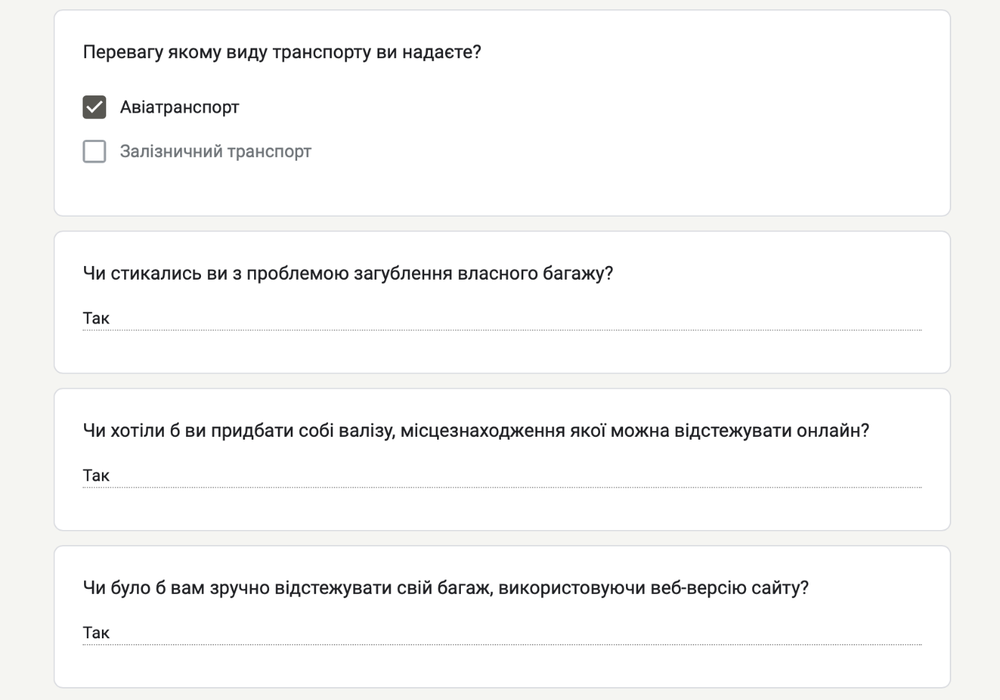 Перевагу якому виду транспорту ви надаєте?
Авіатранспорт
Залізничний транспорт
Чи стикались ви з проблемою загублення власного багажу?
Так
Чи хотіли б ви придбати собі валізу, місцезнаходження якої можна відстежувати онлайн?
Так
Чи було б вам зручно відстежувати свій багаж, використовуючи веб-версію сайту?
Так